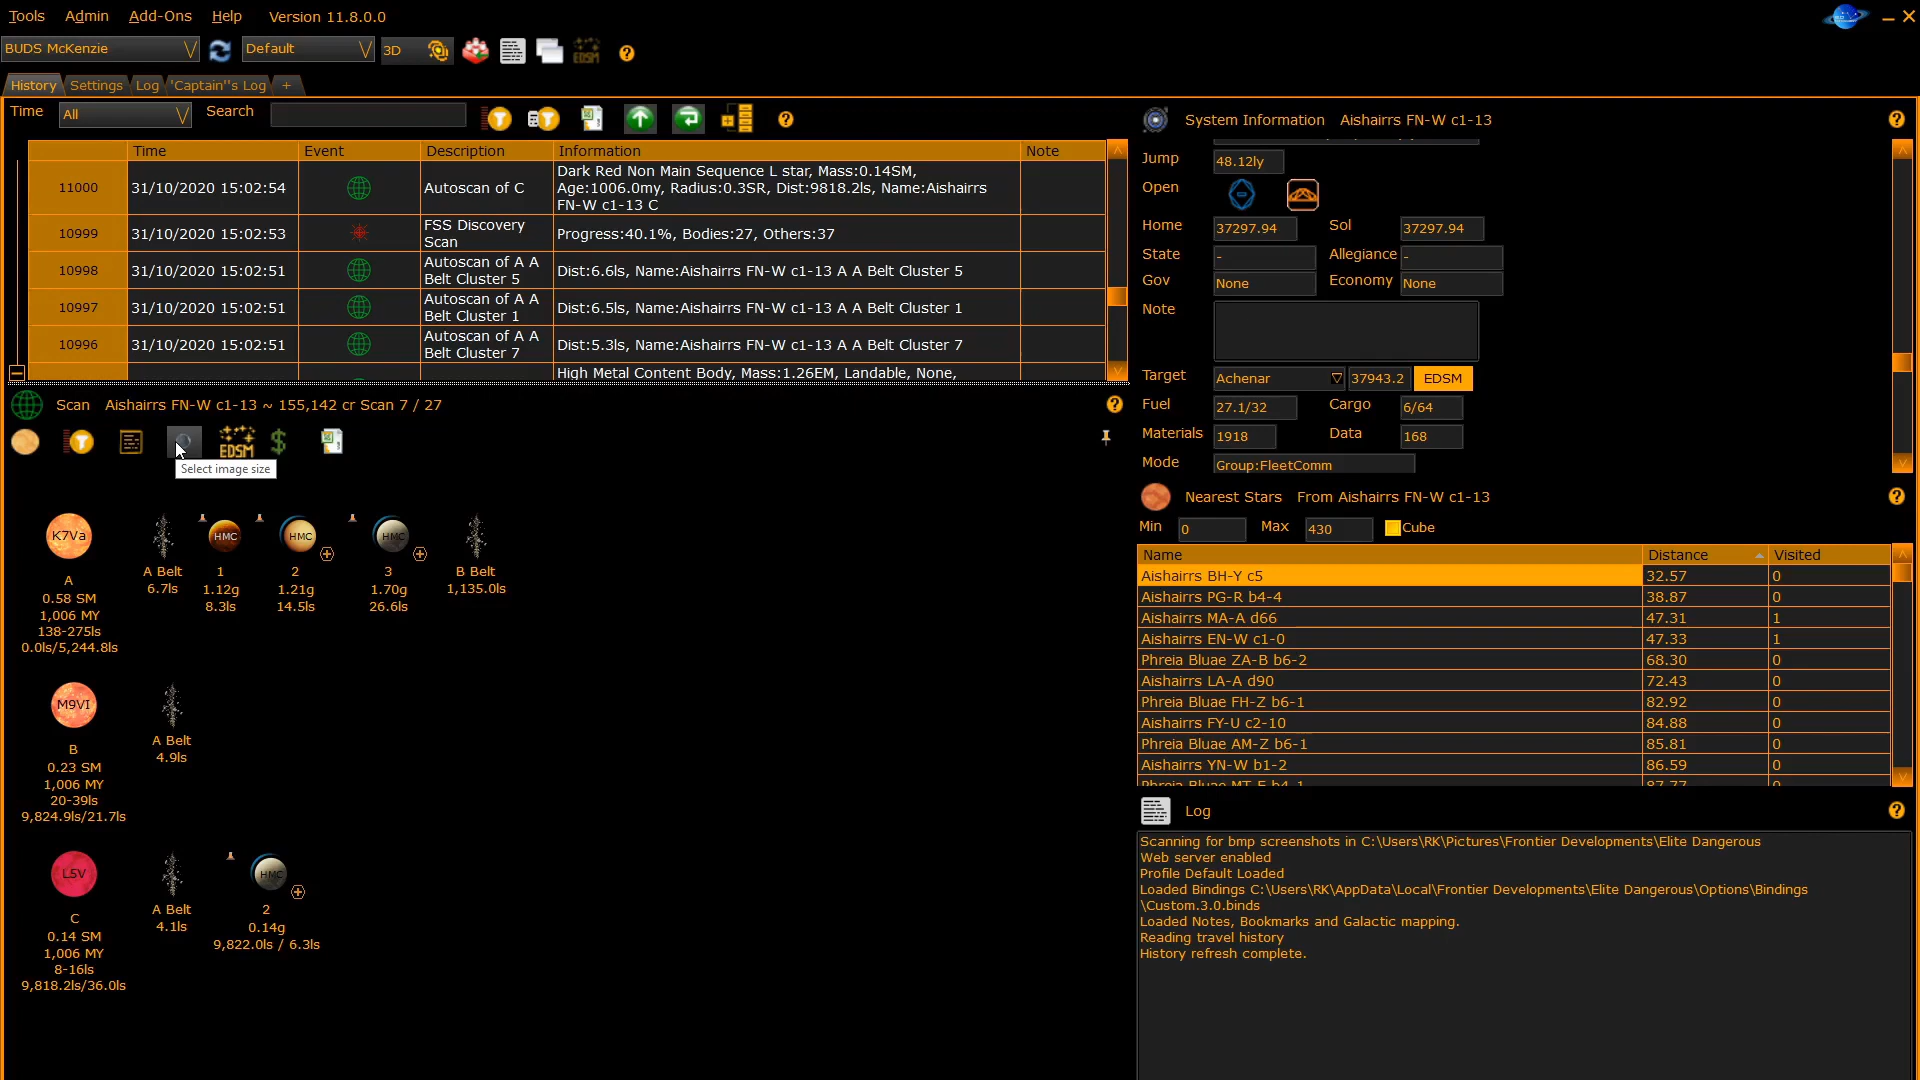 Tools Admin Add-Ons Help Version 11.8.0.0
BUDS McKenzie Default 3D EDSM
History Settings Log 'Captain''s Log +
Time All Search
Time Event Description Information Note
11000 31/10/2020 15:02:54 Autoscan of C Dark Red Non Main Sequence L star, Mass:0.14SM,
Age:1006.0my, Radius:0.3SR, Dist:9818.2ls, Name:Aishairrs
FN-W c1-13 C
10999 31/10/2020 15:02:53 FSS Discovery
Scan Progress:40.1%, Bodies:27, Others:37
10998 31/10/2020 15:02:51 Autoscan of A A
Belt Cluster 5 Dist:6.6ls, Name:Aishairrs FN-W c1-13 A A Belt Cluster 5
10997 31/10/2020 15:02:51 Autoscan of A A
Belt Cluster 1 Dist:6.5ls, Name:Aishairrs FN-W c1-13 A A Belt Cluster 1
10996 31/10/2020 15:02:51 Autoscan of A A
Belt Cluster 7 Dist:5.3ls, Name:Aishairrs FN-W c1-13 A A Belt Cluster 7
High Metal Content Body, Mass:1.26EM, Landable, None,
Scan Aishairrs FN-W c1-13 ~ 155,142 cr Scan 7 / 27
EDSM
Select image size
K7Va HMC HMC HMC
A
0.58 SM
1,006 MY
138-275ls
0.0ls/5,244.8ls
A Belt
6.7ls
1
1.12g
8.3ls
2
1.21g
14.5ls
3
1.70g
26.6ls
B Belt
1,135.0ls
M9VI
B
0.23 SM
1,006 MY
20-39ls
9,824.9ls/21.7ls
A Belt
4.9ls
L5V HMC
C
0.14 SM
1,006 MY
8-16ls
9,818.2ls/36.0ls
A Belt
4.1ls
2
0.14g
9,822.0ls / 6.3ls
System Information Aishairrs FN-W c1-13
Jump 48.12ly
Open
Home 37297.94 Sol 37297.94
State - Allegiance -
Gov None Economy None
Note
Target Achenar 37943.2 EDSM
Fuel 27.1/32 Cargo 6/64
Materials 1918 Data 168
Mode Group:FleetComm
Nearest Stars From Aishairrs FN-W c1-13
Min 0 Max 430 Cube
Name Distance Visited
Aishairrs BH-Y c5 32.57 0
Aishairrs PG-R b4-4 38.87 0
Aishairrs MA-A d66 47.31 1
Aishairrs EN-W c1-0 47.33 1
Phreia Bluae ZA-B b6-2 68.30 0
Aishairrs LA-A d90 72.43 0
Phreia Bluae FH-Z b6-1 82.92 0
Aishairrs FY-U c2-10 84.88 0
Phreia Bluae AM-Z b6-1 85.81 0
Aishairrs YN-W b1-2 86.59 0
Phreia Bluae MT-F b4-1 87.77 0
Log
Scanning for bmp screenshots in C:\Users\RK\Pictures\Frontier Developments\Elite Dangerous
Web server enabled
Profile Default Loaded
Loaded Bindings C:\Users\RK\AppData\Local\Frontier Developments\Elite Dangerous\Options\Bindings
\Custom.3.0.binds
Loaded Notes, Bookmarks and Galactic mapping.
Reading travel history
History refresh complete.